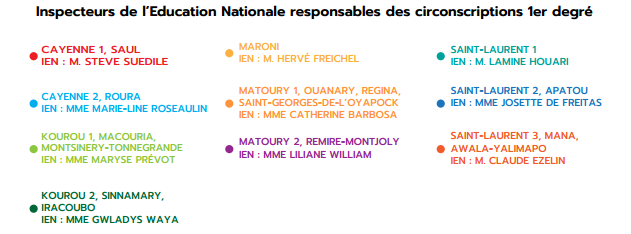 Inspecteurs de l'Education Nationale responsables des circonscriptions 1er degré
CAYENNE 1, SAUL
IEN : M. STEVE SUEDILE
CAYENNE 2, ROURA
IEN : MME MARIE-LINE ROSEAULIN
KOUROU 1, MACOURIA,
MONTSINERY-TONNEGRANDE
IEN : MME MARYSE PRÉVOT
KOUROU 2, SINNAMARY,
IRACOUBO
IEN : MME GWLADYS WAYA
MARONI
IEN : M. HERVÉ FREICHEL
MATOURY 1, OUANARY, REGINA,
SAINT-GEORGES-DE-L'OYAPOCK
IEN : MME CATHERINE BARBOSA
MATOURY 2, REMIRE-MONTJOLY
IEN : MME LILIANE WILLIAM
SAINT-LAURENT 1
IEN : M. LAMINE HOUARI
SAINT-LAURENT 2, APATOU
IEN : MME JOSETTE DE FREITAS
SAINT-LAURENT 3, MANA,
AWALA-YALIMAPO
IEN : M. CLAUDE EZELIN